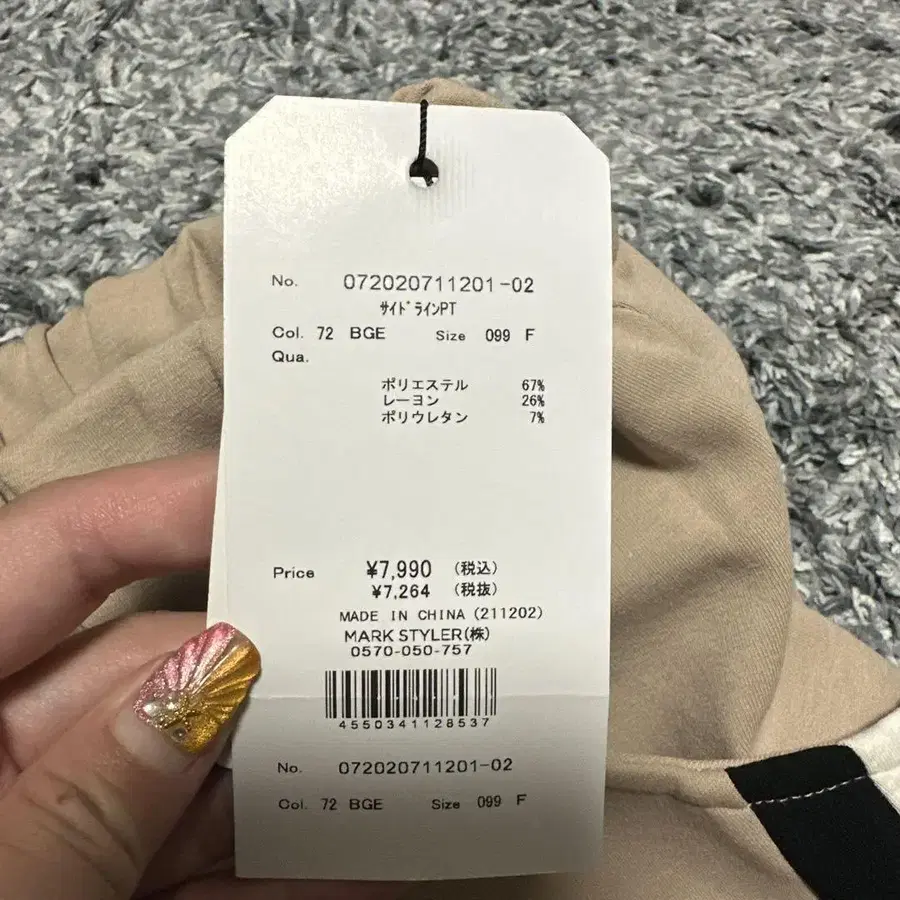 No. 072020711201-02
ｻｲﾄﾞﾗｲﾝPT
Col. 72 BGE Size 099 F
Qua.
ポリエステル 67%
レーヨン 26%
ポリウレタン 7%
Price ¥7,990 (税込)
¥7,264 (税抜)
MADE IN CHINA (211202)
MARK STYLER(株)
0570-050-757
4550341128537
No. 072020711201-02
Col. 72 BGE Size 099 F